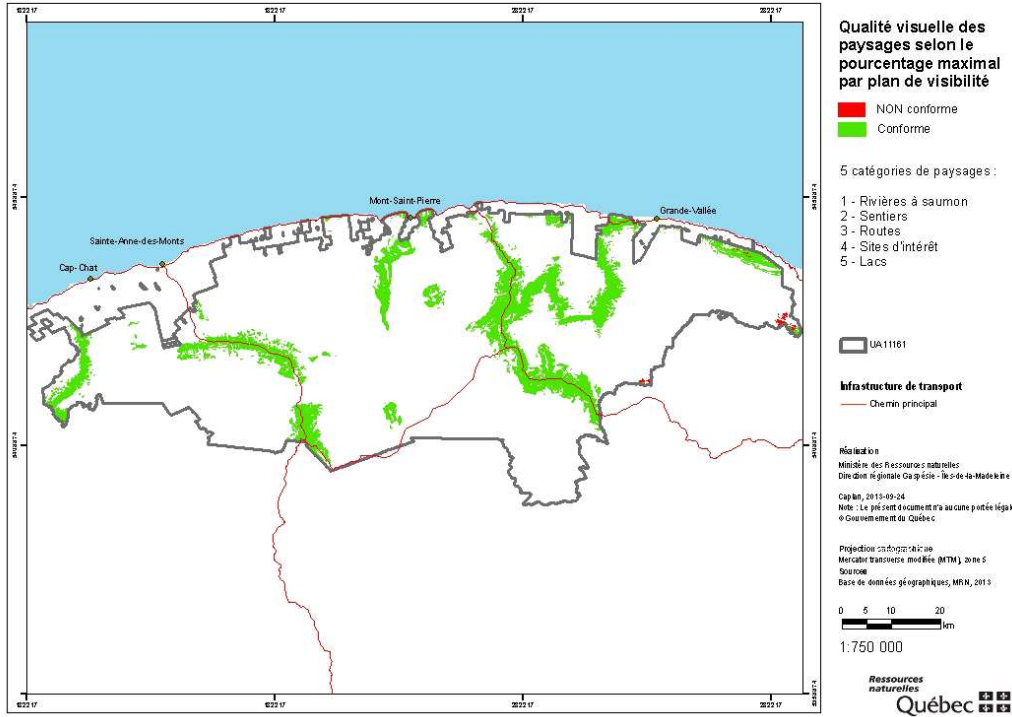 Qualité visuelle des
paysages selon le
pourcentage maximal
par plan de visibilité
NON conforme
Conforme
5 catégories de paysages :
1 - Rivières à saumon
2 - Sentiers
3 - Routes
4 - Sites d'intérêt
5 - Lacs
Mont-Saint-Pierre
Grande-Vallée
Sainte-Anne-des-Monts
Cap-Chat
UA11161
Infrastructure de transport
Chemin principal
Réalisation
Ministère des Ressources naturelles
Direction régionale Gaspésie - Îles-de-la-Madeleine
Caplan, 2013-09-24
Note : Le présent document n'a aucune portée légale
© Gouvernement du Québec
Projection cartographique
Mercator transverse modifiée (MTM), zone 5
Sources
Base de données géographiques, MRN, 2013
0 5 10 20
km
1:750 000
Ressources
naturelles
Québec